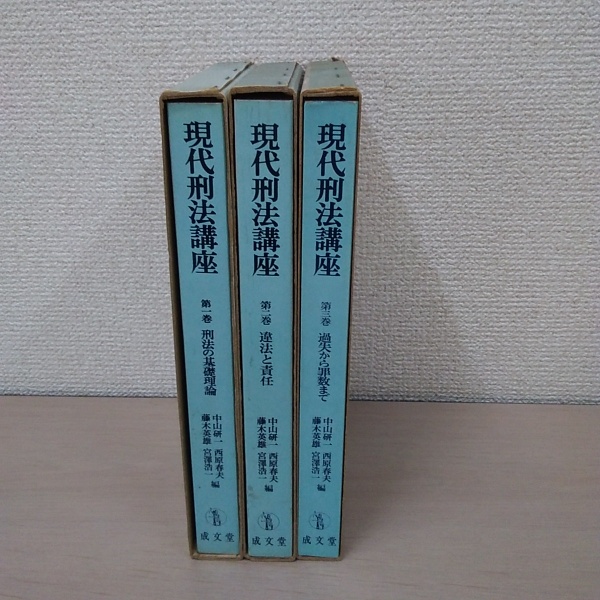 現代刑法講座
第一巻 刑法の基礎理論
中山研一 西原春夫
藤木英雄 宮澤浩一 編
成文堂
現代刑法講座
第二巻 違法と責任
中山研一 西原春夫
藤木英雄 宮澤浩一 編
成文堂
現代刑法講座
第三巻 過失から罪数まで
中山研一 西原春夫
藤木英雄 宮澤浩一 編
成文堂